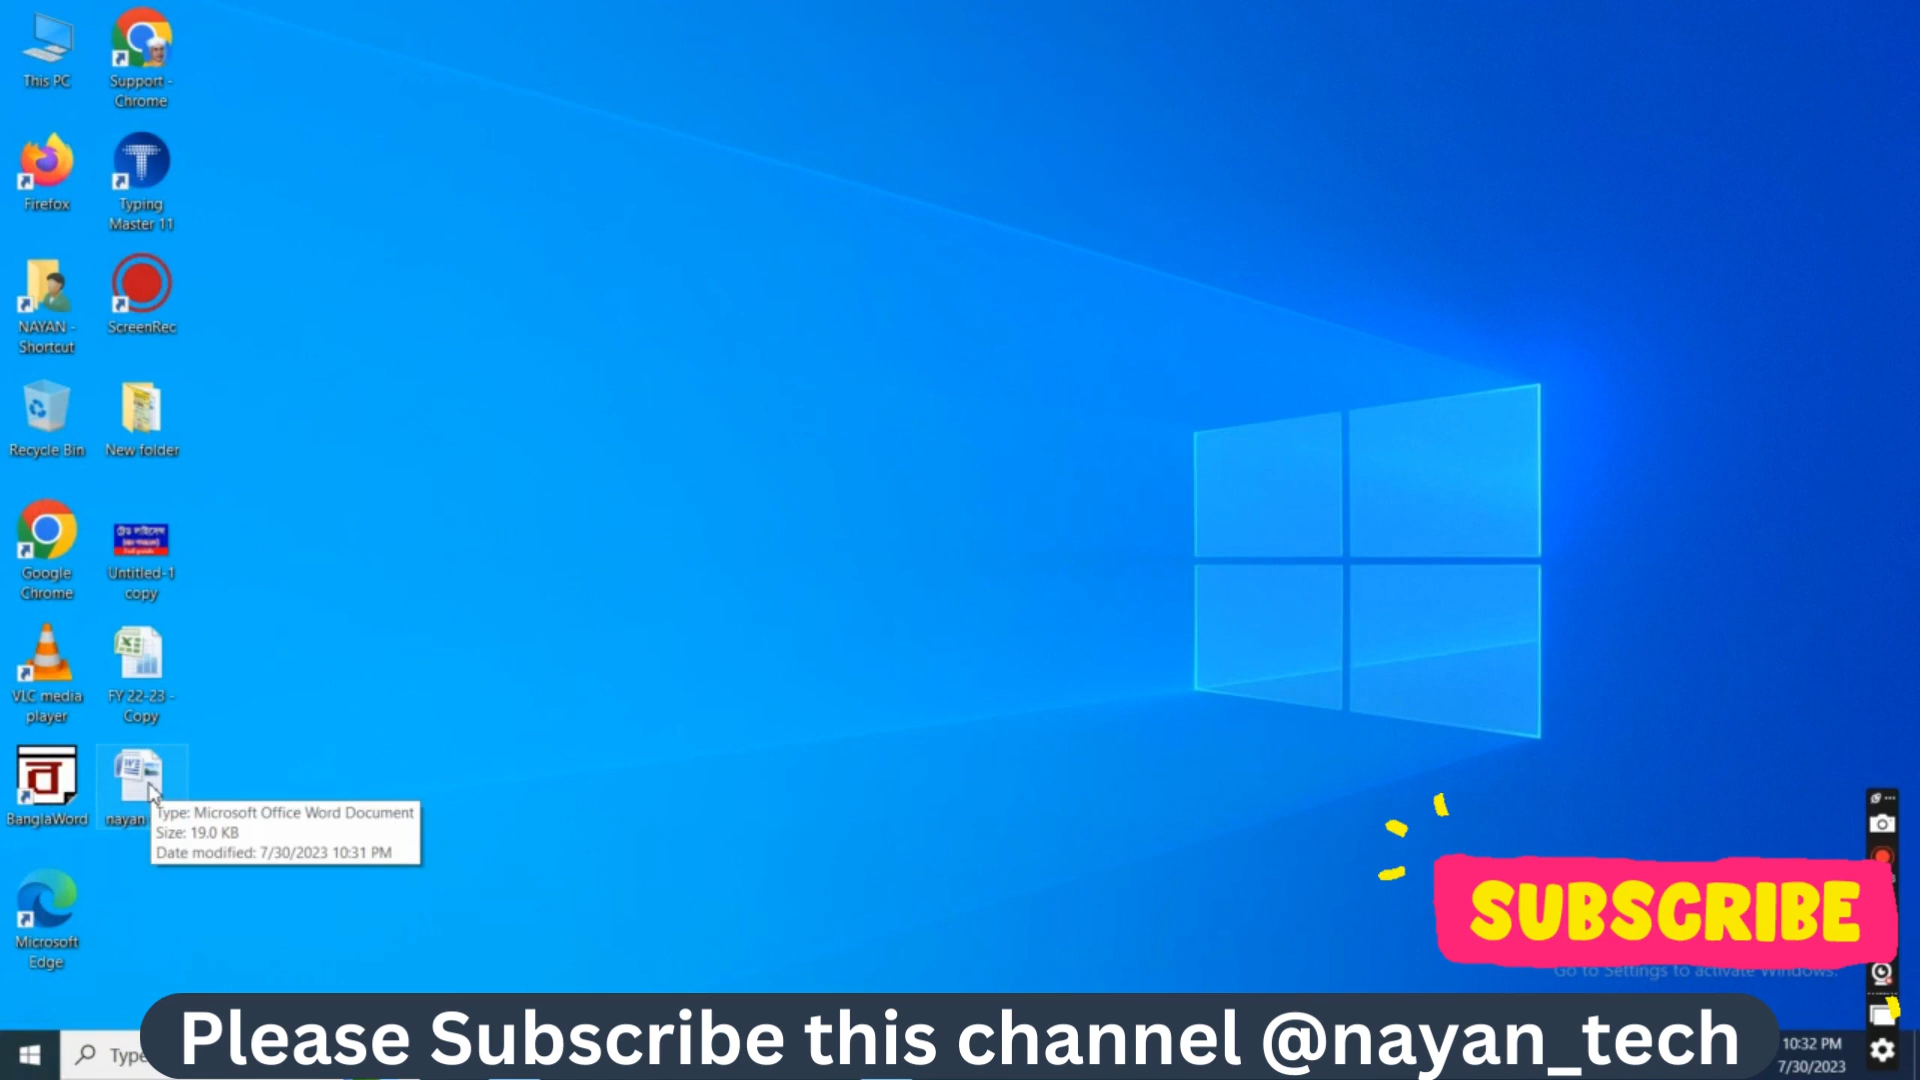 This PC
Support -
Chrome
Firefox
Typing
Master 11
NAYAN -
Shortcut
ScreenRec
Recycle Bin
New folder
Google
Chrome
ট্রেড লাইসেন্স
Untitled-1
copy
VLC media
player
FY 22-23 -
Copy
ব
BanglaWord
nayan
Type: Microsoft Office Word Document
Size: 19.0 KB
Date modified: 7/30/2023 10:31 PM
Microsoft
Edge
SUBSCRIBE
Go to Settings to activate Windows.
Type
Please Subscribe this channel @nayan_tech
10:32 PM
7/30/2023